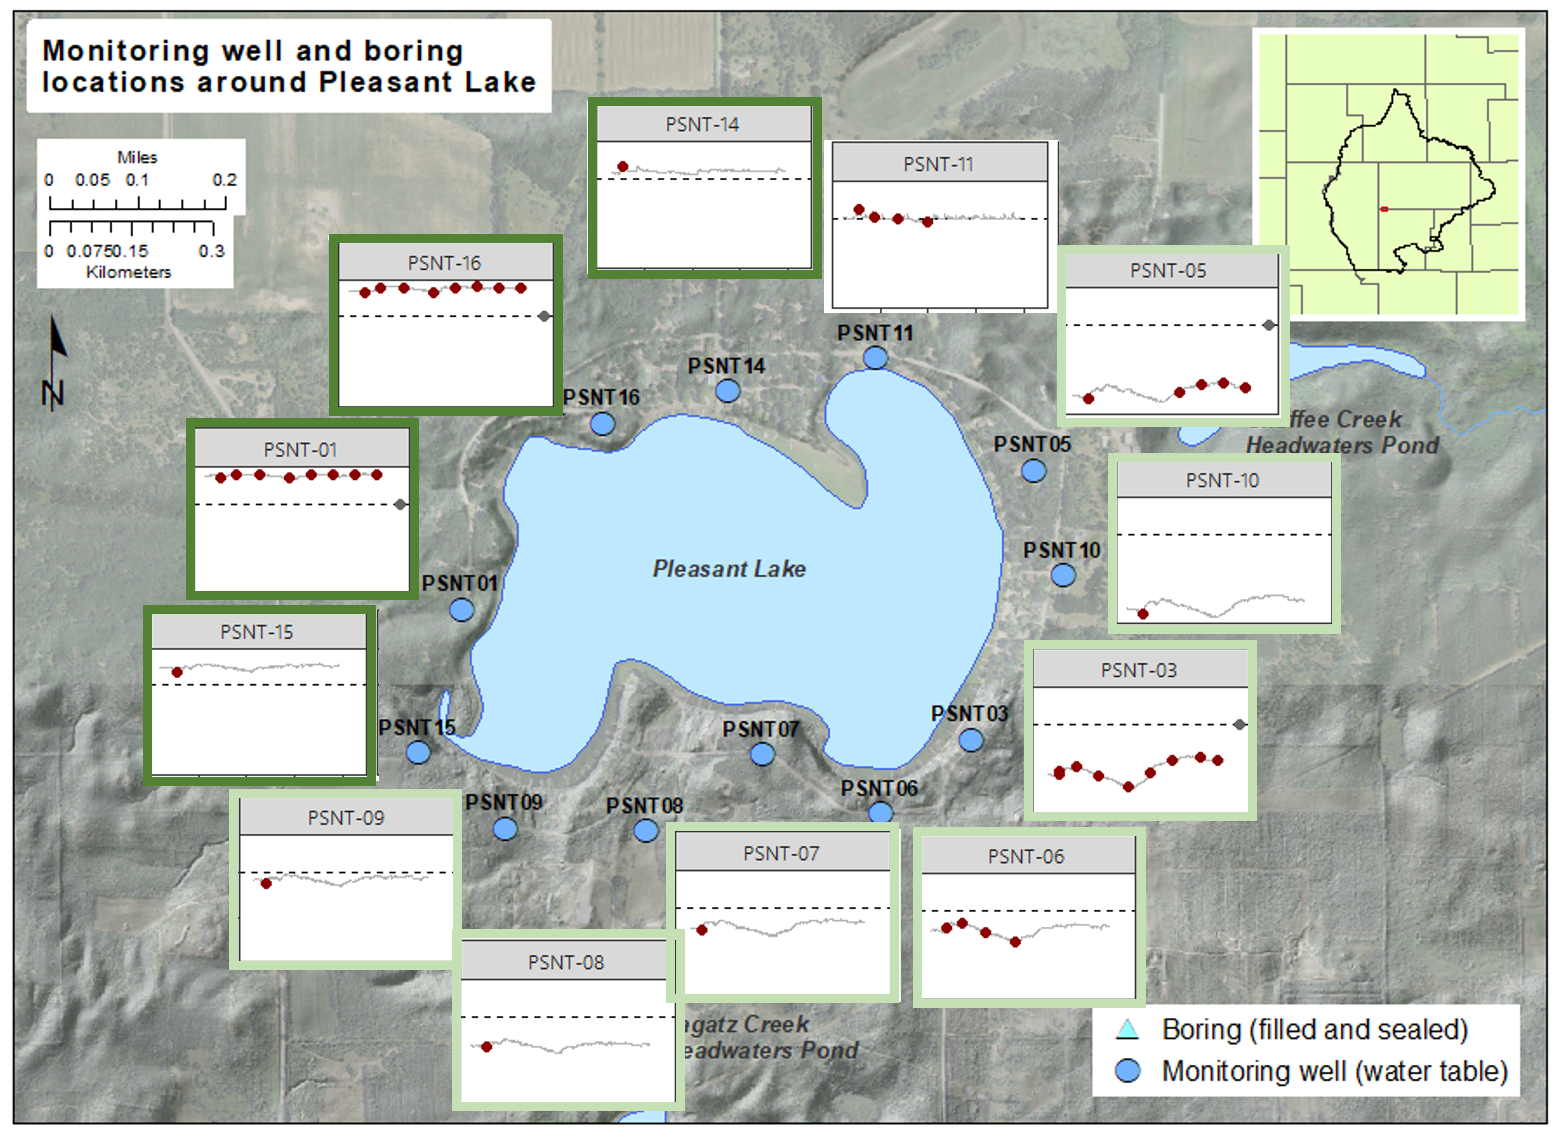 Monitoring well and boring
locations around Pleasant Lake
Miles
0 0.05 0.1 0.2
0 0.0750.15 0.3
Kilometers
N
PSNT-14
PSNT-11
PSNT-05
PSNT-16
PSNT-01
PSNT-15
PSNT-10
PSNT-03
PSNT-09
PSNT-08
PSNT-07
PSNT-06
PSNT11
PSNT14
PSNT16
PSNT05
PSNT10
PSNT01
PSNT15
PSNT07
PSNT03
PSNT09
PSNT08
PSNT06
Pleasant Lake
ffee Creek
Headwaters Pond
agatz Creek
eadwaters Pond
Boring (filled and sealed)
Monitoring well (water table)